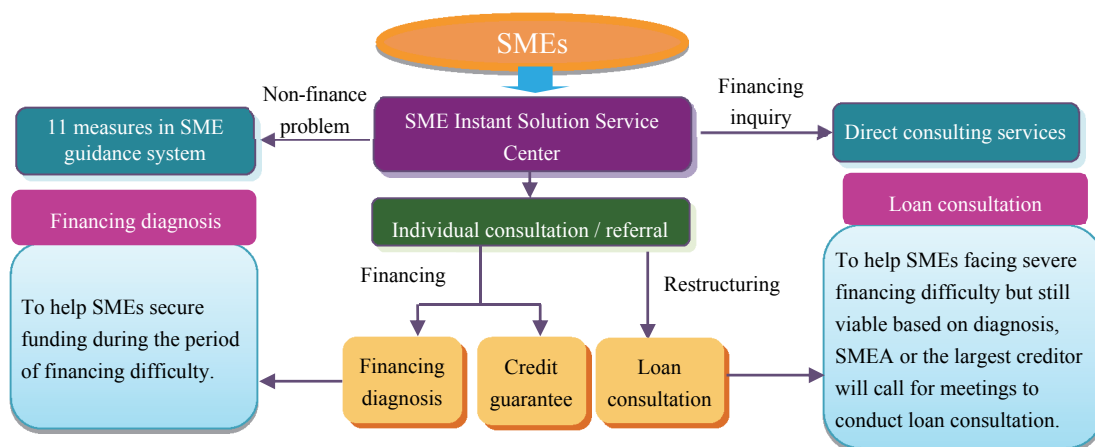 SMEs
Non-finance
problem
Financing
inquiry
11 measures in SME
guidance system
SME Instant Solution Service
Center
Direct consulting services
Financing diagnosis
Individual consultation / referral
Loan consultation
To help SMEs secure
funding during the period
of financing difficulty.
Financing
Restructuring
To help SMEs facing severe
financing difficulty but still
viable based on diagnosis,
SMEA or the largest creditor
will call for meetings to
conduct loan consultation.
Financing
diagnosis
Credit
guarantee
Loan
consultation